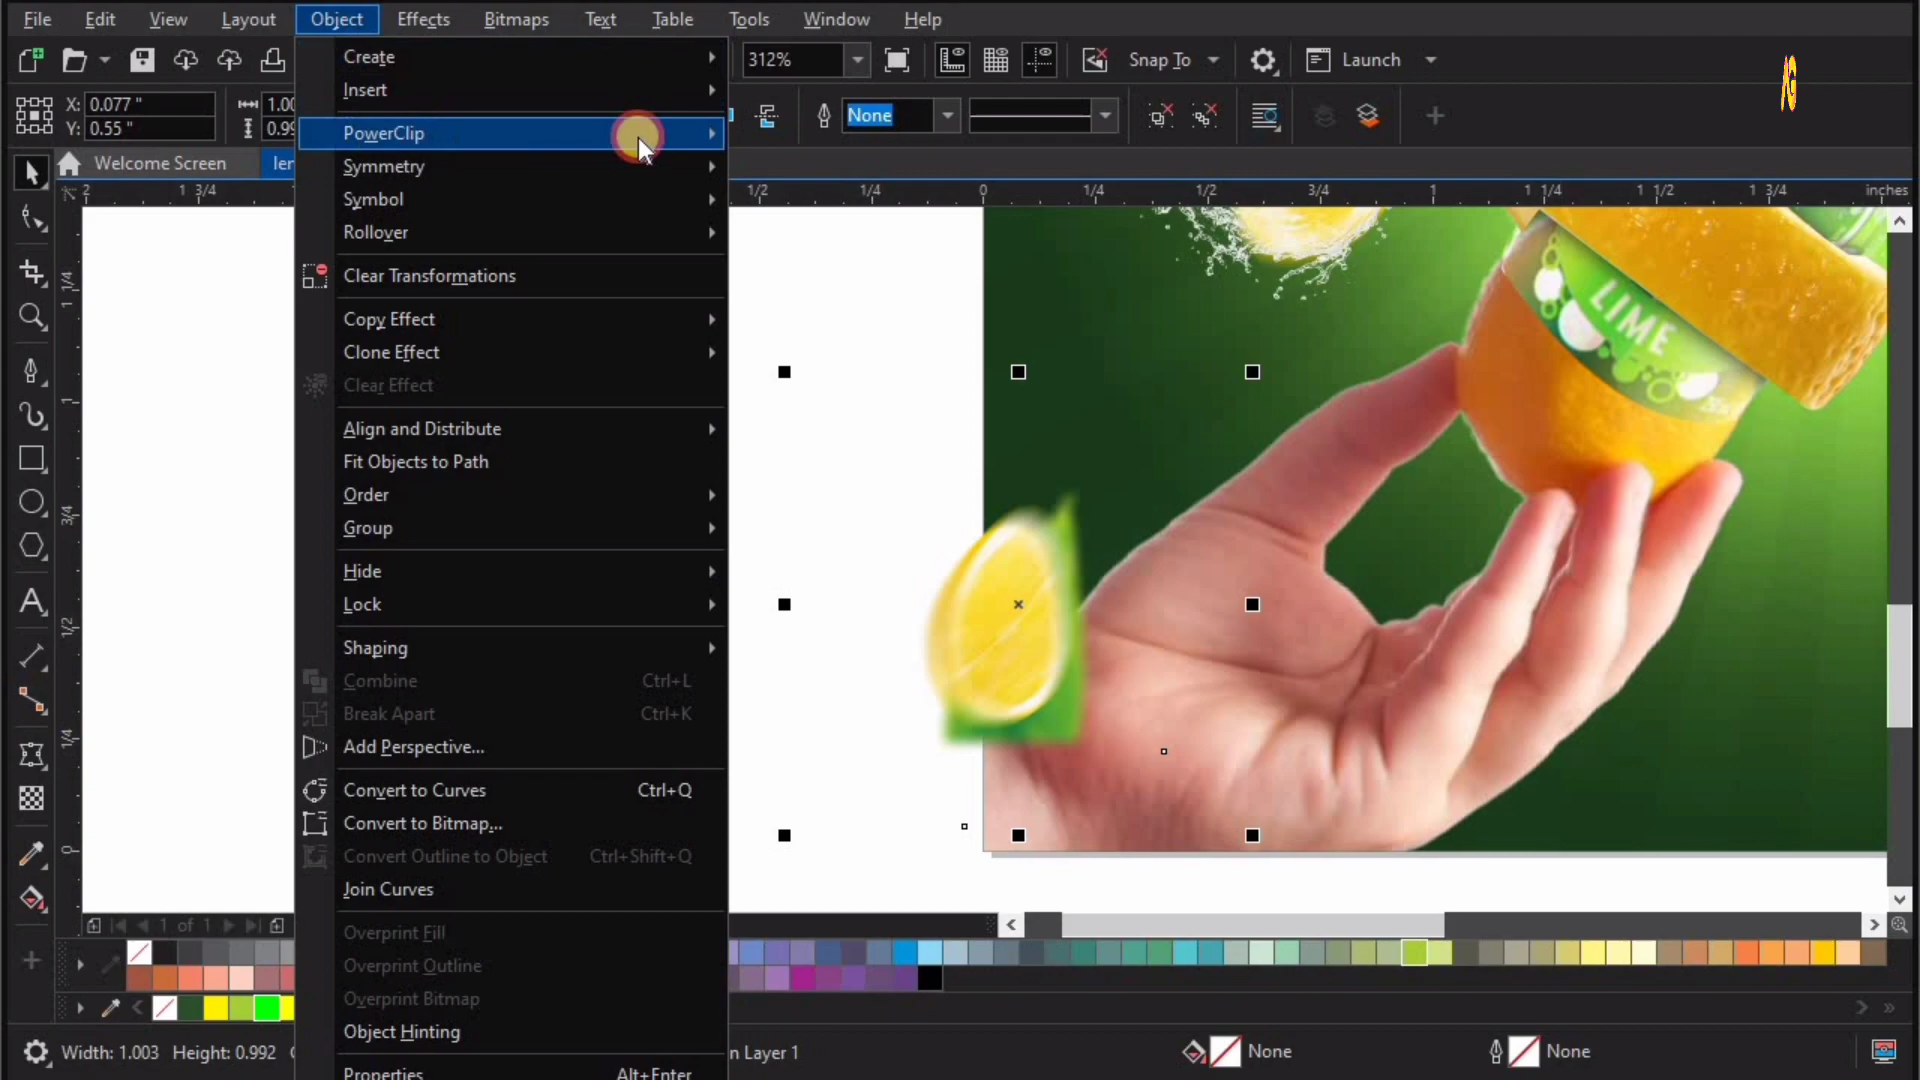 File Edit View Layout Object Effects Bitmaps Text Table Tools Window Help
312% Snap To Launch
X: 0.077 "
Y: 0.55 "
None
Welcome Screen
Create
Insert
PowerClip
Symmetry
Symbol
Rollover
Clear Transformations
Copy Effect
Clone Effect
Clear Effect
Align and Distribute
Fit Objects to Path
Order
Group
Hide
Lock
Shaping
Combine Ctrl+L
Break Apart Ctrl+K
Add Perspective...
Convert to Curves Ctrl+Q
Convert to Bitmap...
Convert Outline to Object Ctrl+Shift+Q
Join Curves
Overprint Fill
Overprint Outline
Overprint Bitmap
Object Hinting
Properties Alt+Enter
2 1 3/4 1/2 1/4 0 1/4 1/2 3/4 1 1 1/4 1 1/2 1 3/4 inches
1 1/4
1
3/4
1/2
1/4
0
LIME
1 of 1
Width: 1.003 Height: 0.992
n Layer 1
None
None